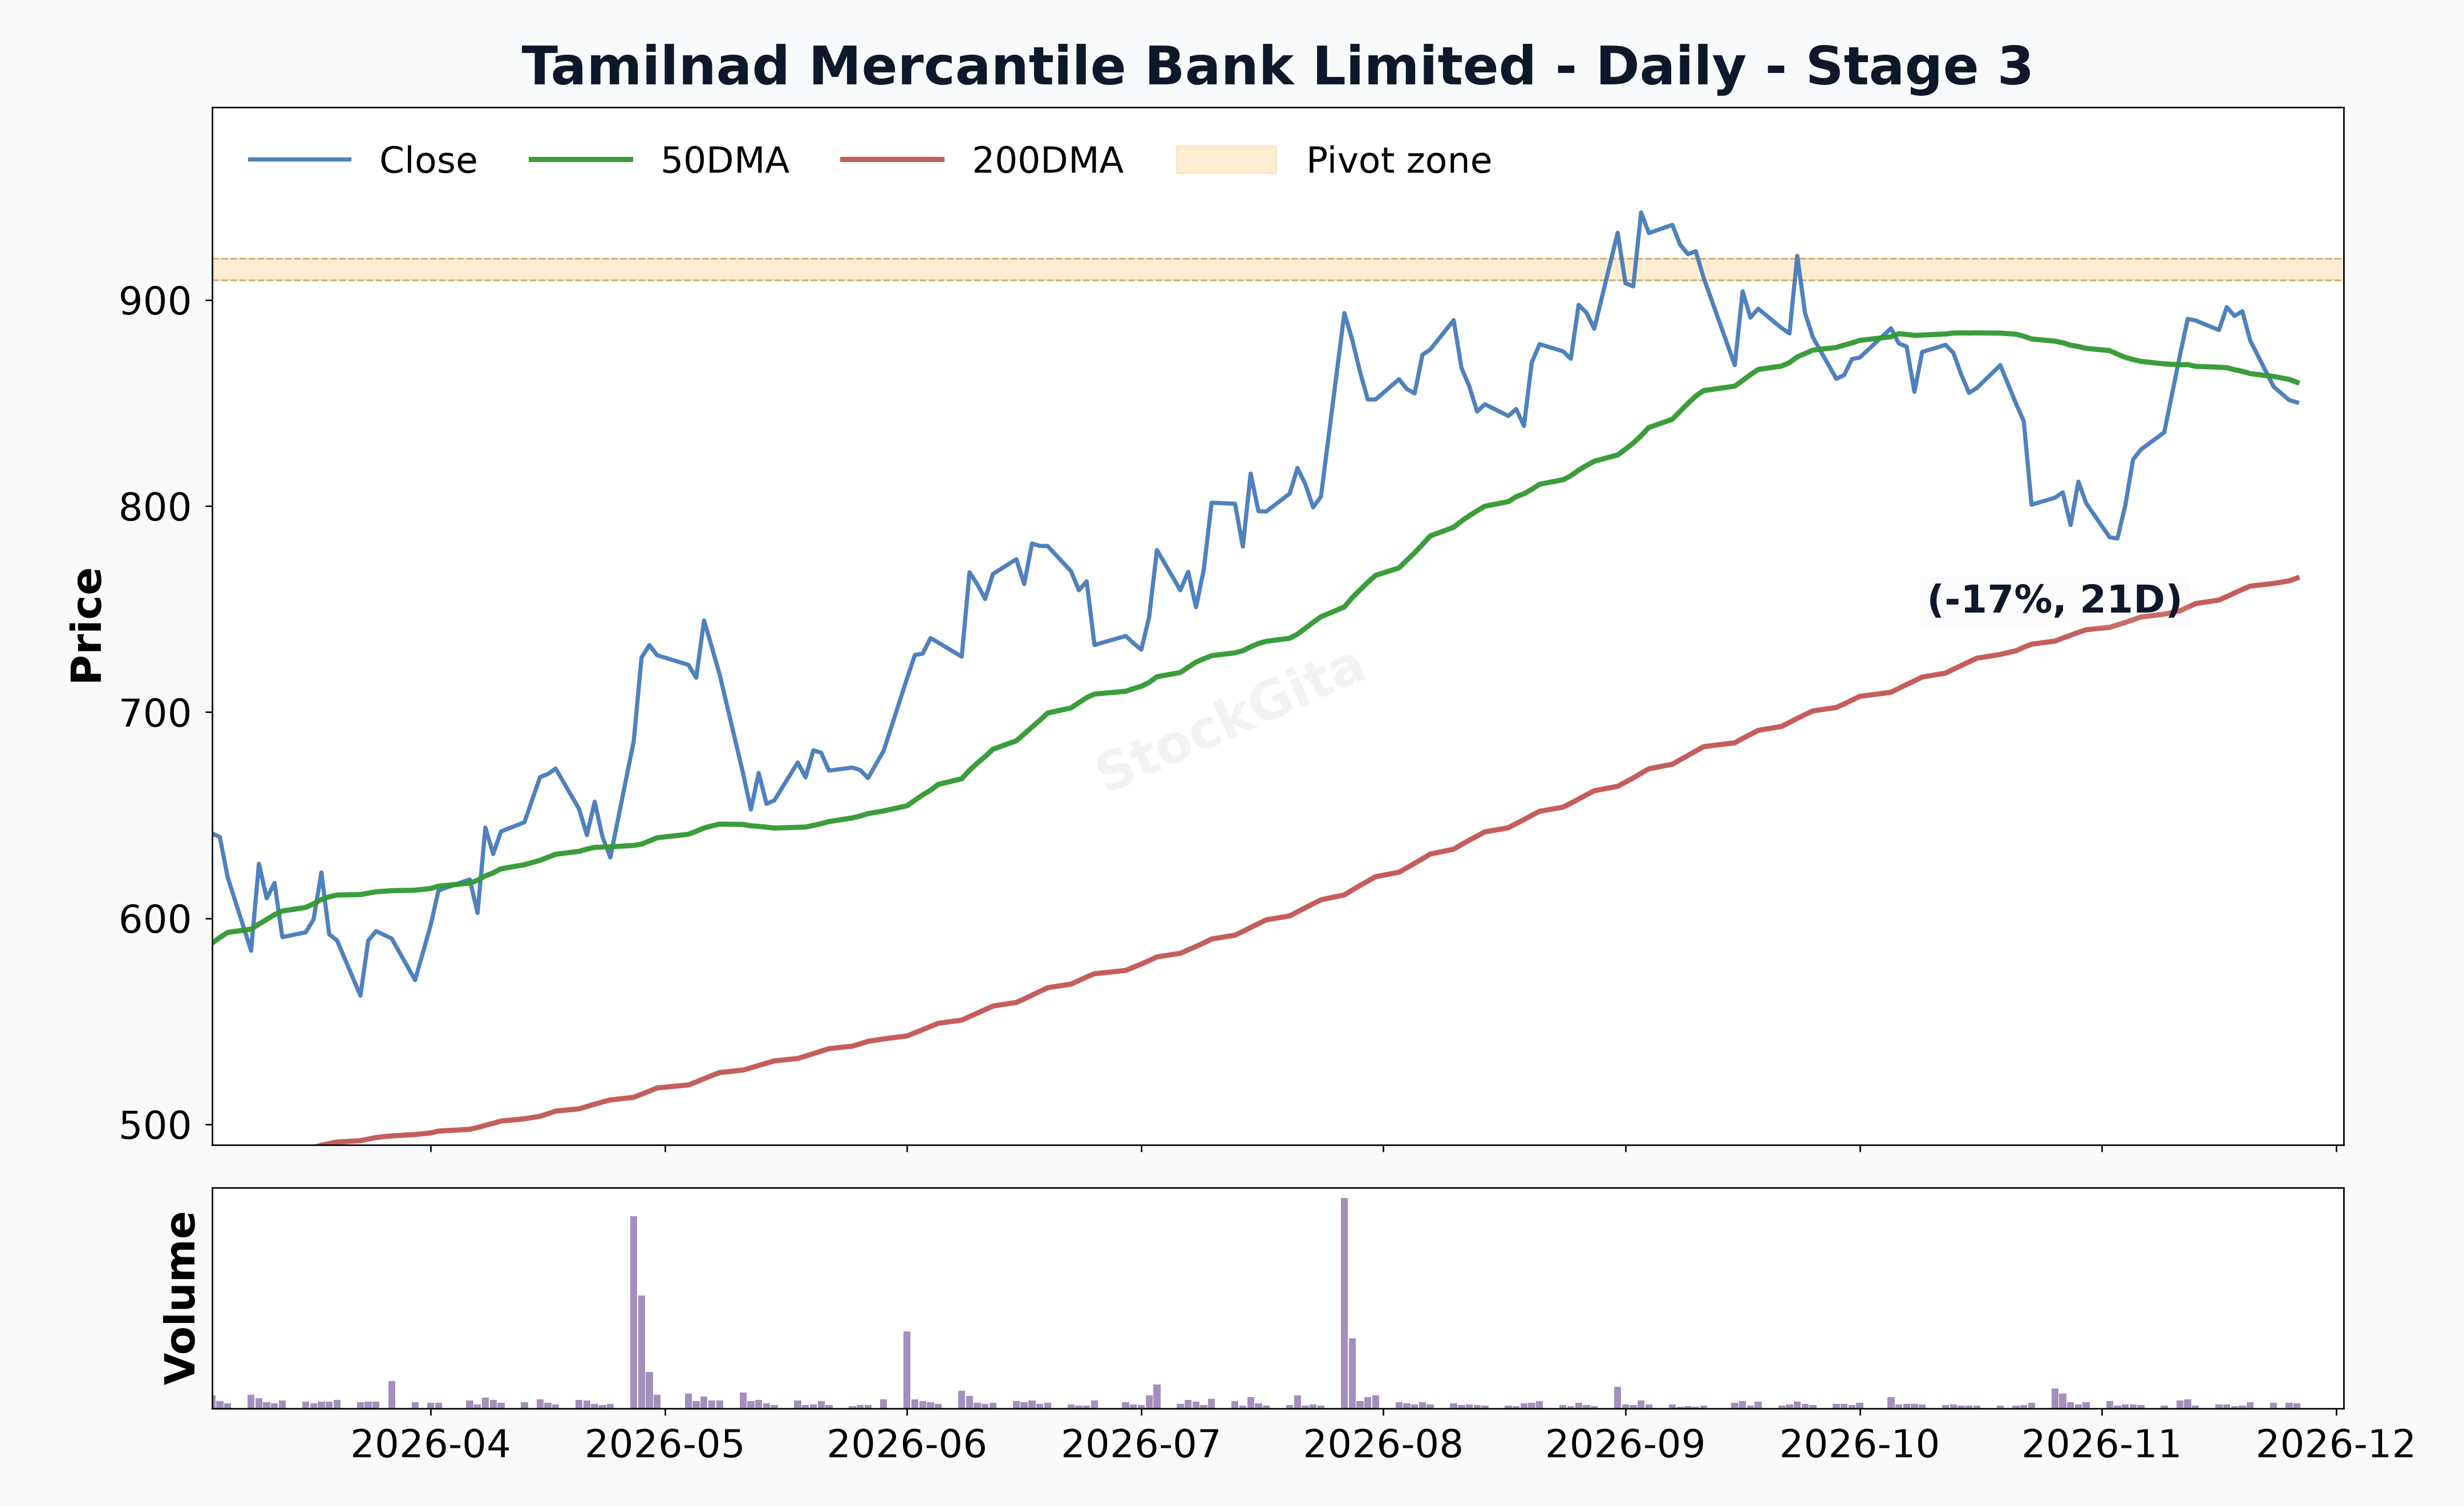 Tamilnad Mercantile Bank Limited - Daily - Stage 3
Close 50DMA 200DMA Pivot zone
Price
900
800
700
600
500
(-17%, 21D)
StockGita
Volume
2026-04 2026-05 2026-06 2026-07 2026-08 2026-09 2026-10 2026-11 2026-12